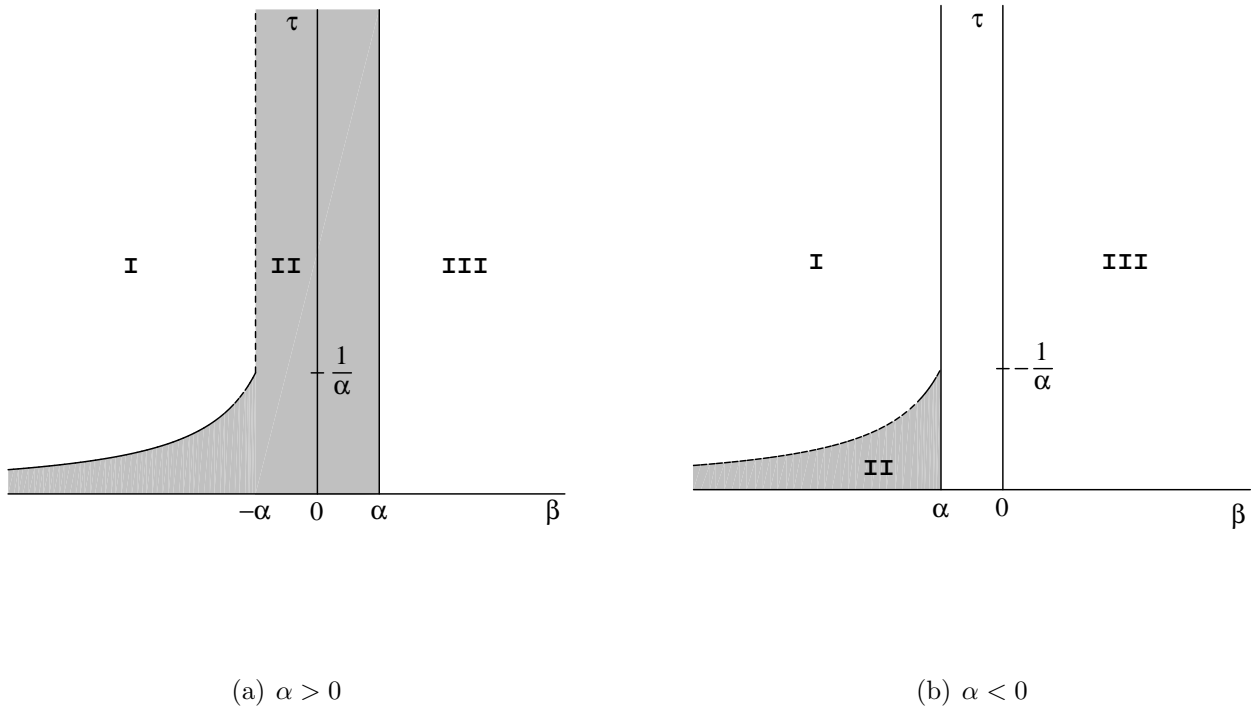 τ
I II III
1
α
−α 0 α β
(a) α > 0
τ
I III
− 1
α
II
α 0 β
(b) α < 0